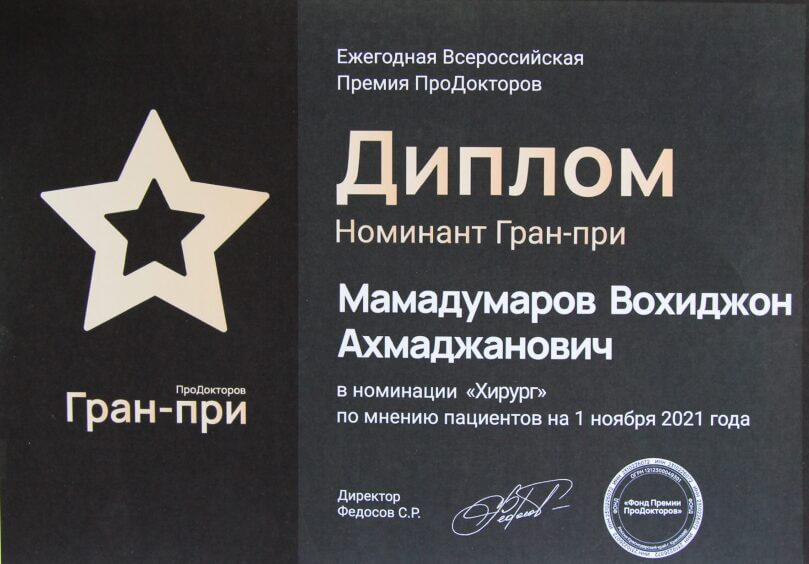 Ежегодная Всероссийская
Премия ПроДокторов
Диплом
Номинант Гран-при
Мамадумаров Вохиджон
Ахмаджанович
в номинации «Хирург»
по мнению пациентов на 1 ноября 2021 года
ПроДокторов
Гран-при
Директор
Федосов С.Р.
«Фонд Премии
ПроДокторов»